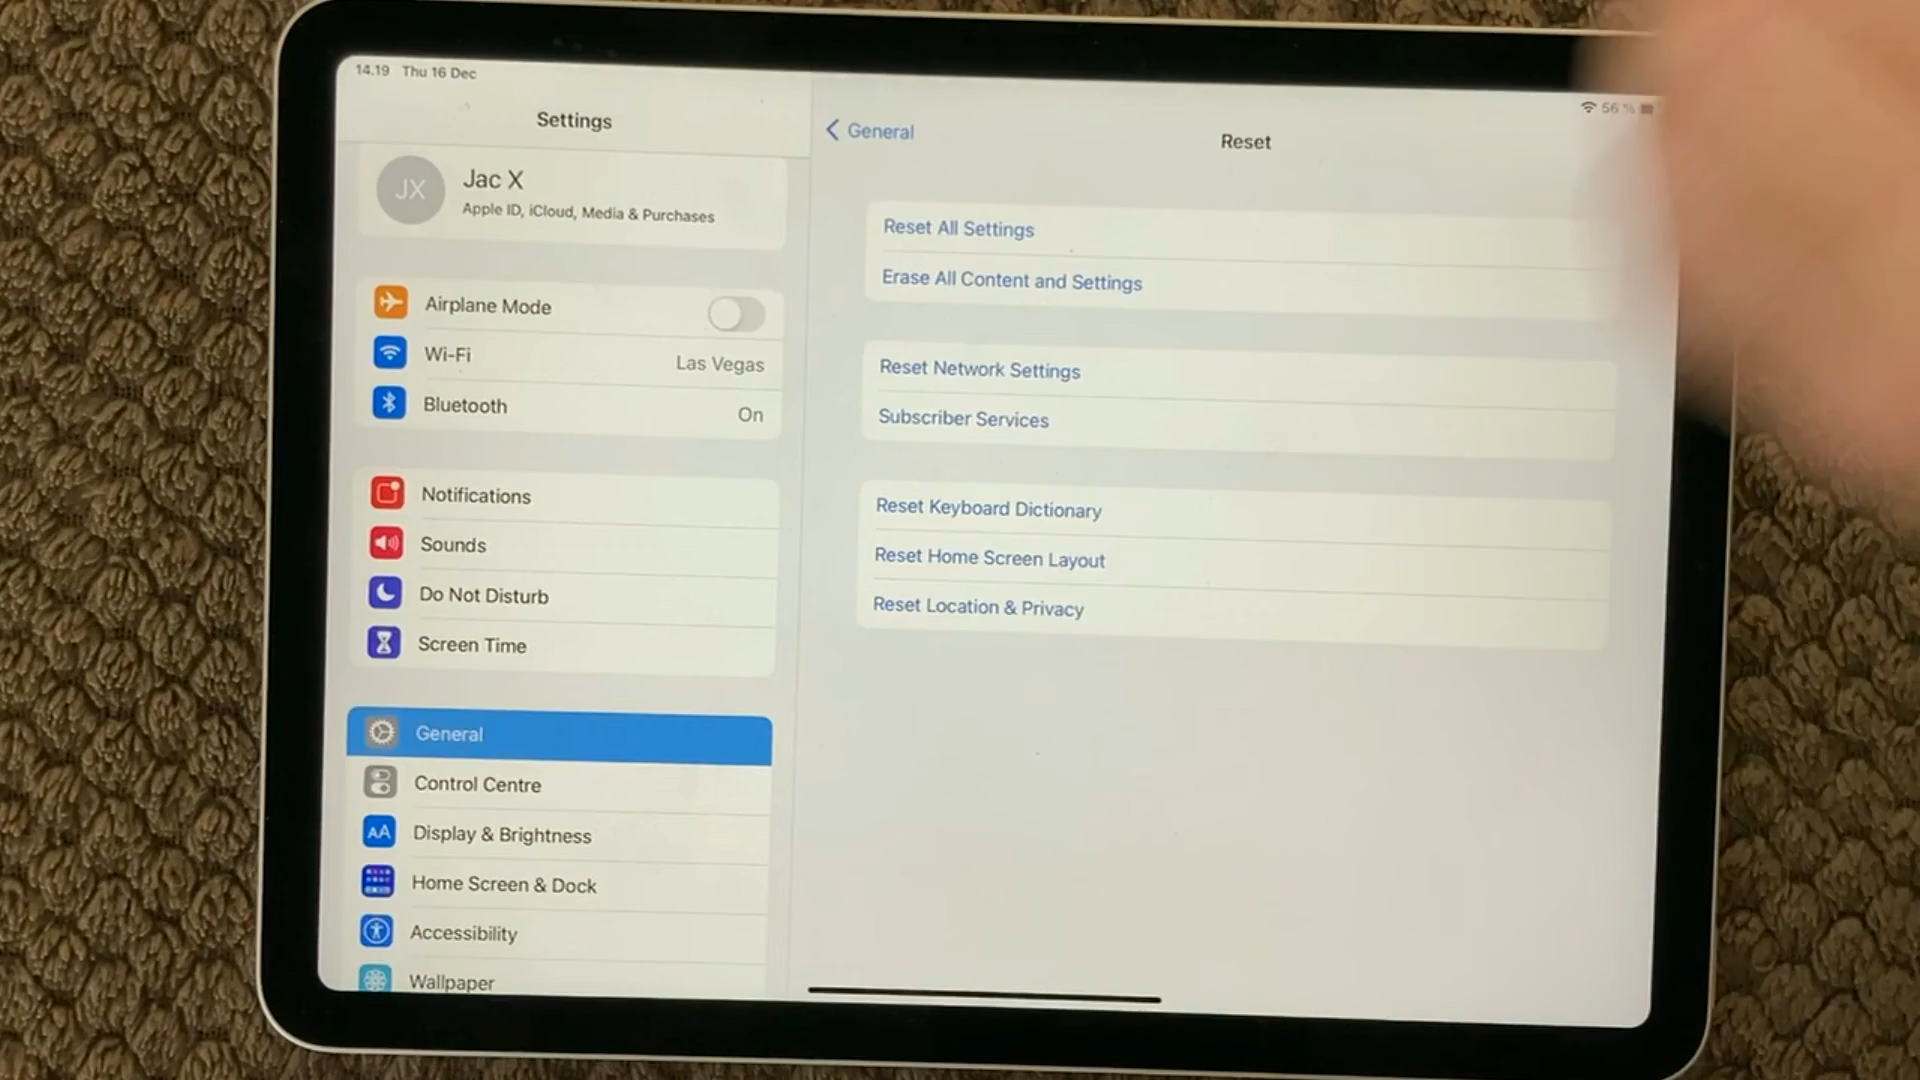 14.19 Thu 16 Dec
56 %
Settings
JX
Jac X
Apple ID, iCloud, Media & Purchases
Airplane Mode
Wi-Fi
Las Vegas
Bluetooth
On
Notifications
Sounds
Do Not Disturb
Screen Time
General
Control Centre
AA
Display & Brightness
Home Screen & Dock
Accessibility
Wallpaper
General
Reset
Reset All Settings
Erase All Content and Settings
Reset Network Settings
Subscriber Services
Reset Keyboard Dictionary
Reset Home Screen Layout
Reset Location & Privacy